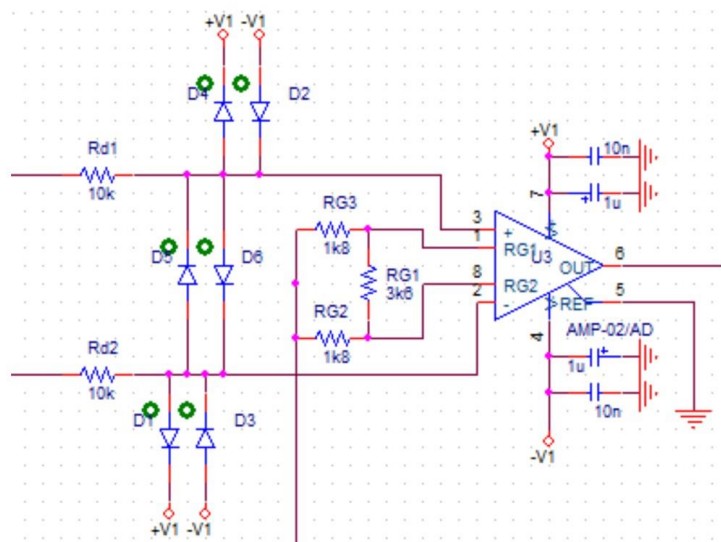 +V1 -V1
D4 D2
+V1
10n
Rd1
10k
7
1u
RG3
1k8
3
+
1
RG1
U3
D5 D6
RG1
3k6
OUT
6
8
RG2
2
-
REF
5
RG2
1k8
4
AMP-02/AD
Rd2
10k
1u
10n
D1 D3
-V1
+V1 -V1